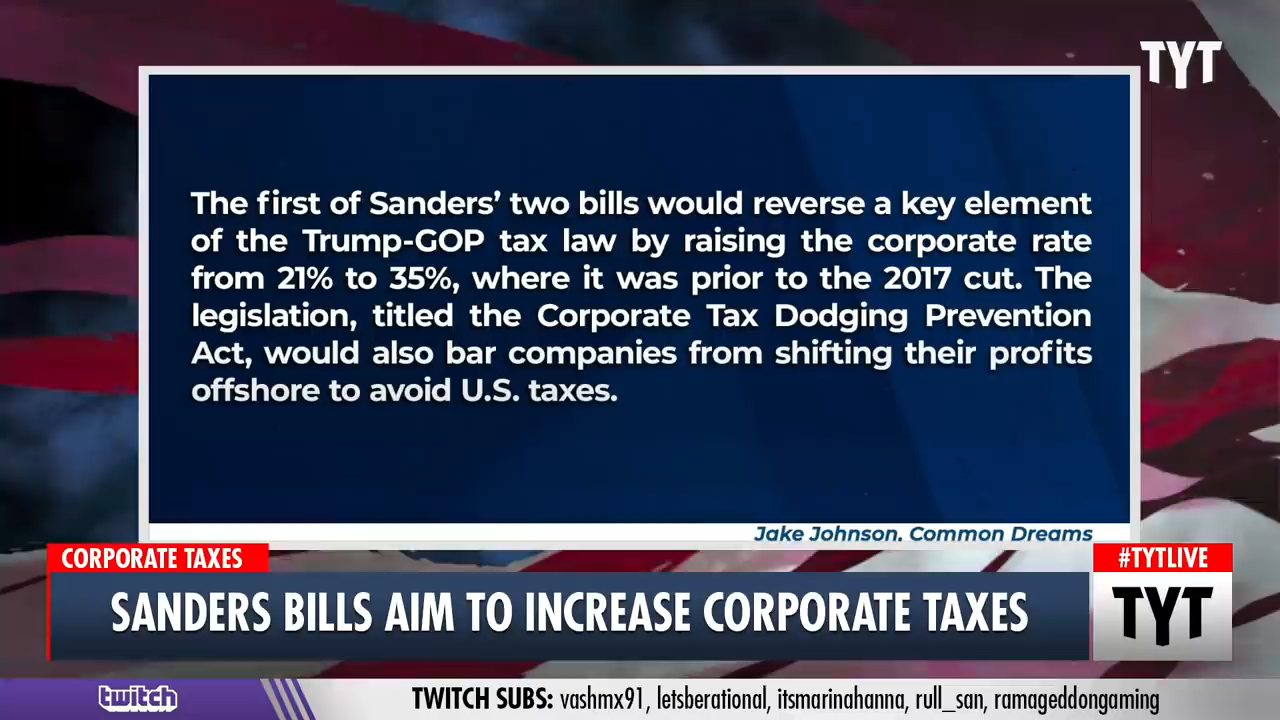 TYT
The first of Sanders’ two bills would reverse a key element
of the Trump-GOP tax law by raising the corporate rate
from 21% to 35%, where it was prior to the 2017 cut. The
legislation, titled the Corporate Tax Dodging Prevention
Act, would also bar companies from shifting their profits
offshore to avoid U.S. taxes.
Jake Johnson, Common Dreams
CORPORATE TAXES
#TYTLIVE
SANDERS BILLS AIM TO INCREASE CORPORATE TAXES
TYT
twitch
TWITCH SUBS: vashmx91, letsberational, itsmarinahanna, rull_san, ramageddongaming